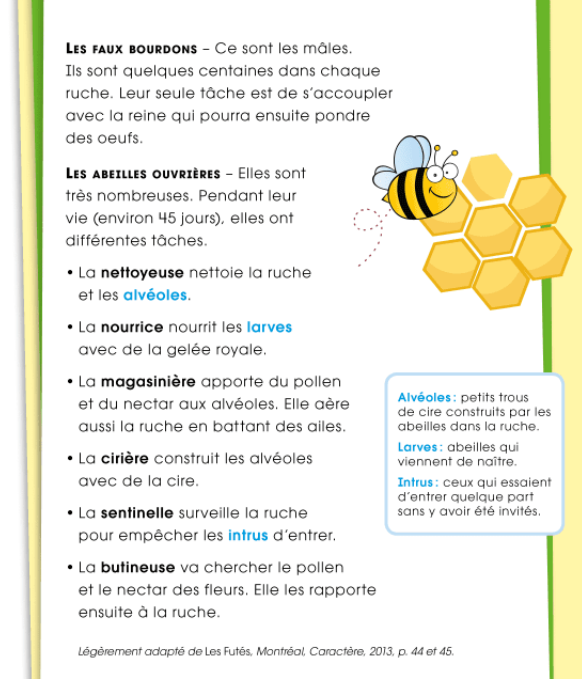 LES FAUX BOURDONS – Ce sont les mâles.
Ils sont quelques centaines dans chaque
ruche. Leur seule tâche est de s'accoupler
avec la reine qui pourra ensuite pondre
des oeufs.
LES ABEILLES OUVRIÈRES – Elles sont
très nombreuses. Pendant leur
vie (environ 45 jours), elles ont
différentes tâches.
• La nettoyeuse nettoie la ruche
et les alvéoles.
• La nourrice nourrit les larves
avec de la gelée royale.
• La magasinière apporte du pollen
et du nectar aux alvéoles. Elle aère
aussi la ruche en battant des ailes.
• La cirière construit les alvéoles
avec de la cire.
• La sentinelle surveille la ruche
pour empêcher les intrus d'entrer.
• La butineuse va chercher le pollen
et le nectar des fleurs. Elle les rapporte
ensuite à la ruche.
Alvéoles : petits trous
de cire construits par les
abeilles dans la ruche.
Larves : abeilles qui
viennent de naître.
Intrus : ceux qui essaient
d'entrer quelque part
sans y avoir été invités.
Légèrement adapté de Les Futés, Montréal, Caractère, 2013, p. 44 et 45.